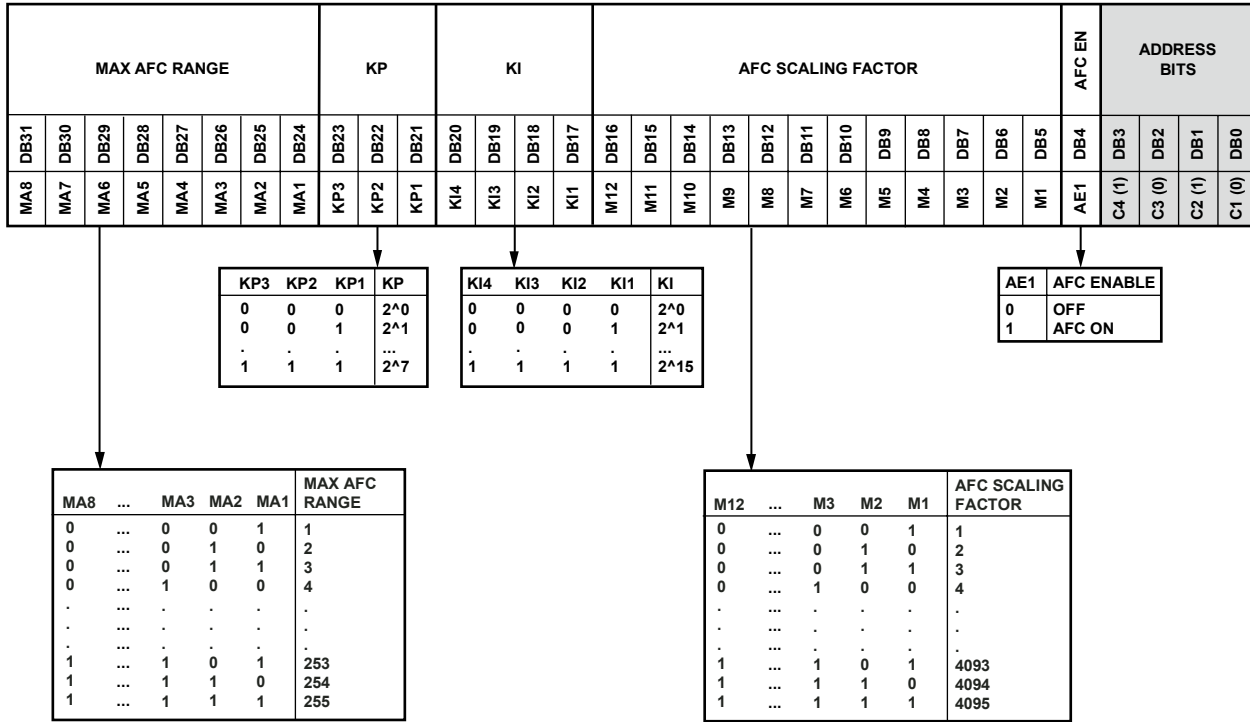 MAX AFC RANGE KP KI AFC SCALING FACTOR AFC EN ADDRESS
BITS
DB31 DB30 DB29 DB28 DB27 DB26 DB25 DB24 DB23 DB22 DB21 DB20 DB19 DB18 DB17 DB16 DB15 DB14 DB13 DB12 DB11 DB10 DB9 DB8 DB7 DB6 DB5 DB4 DB3 DB2 DB1 DB0
MA8 MA7 MA6 MA5 MA4 MA3 MA2 MA1 KP3 KP2 KP1 KI4 KI3 KI2 KI1 M12 M11 M10 M9 M8 M7 M6 M5 M4 M3 M2 M1 AE1 C4 (1) C3 (0) C2 (1) C1 (0)
KP3 KP2 KP1 KP
0 0 0 2^0
0 0 1 2^1
. . . ...
1 1 1 2^7
KI4 KI3 KI2 KI1 KI
0 0 0 0 2^0
0 0 0 1 2^1
. . . . ...
1 1 1 1 2^15
AE1 AFC ENABLE
0 OFF
1 AFC ON
MAX AFC
MA8 ... MA3 MA2 MA1 RANGE
0 ... 0 0 1 1
0 ... 0 1 0 2
0 ... 0 1 1 3
0 ... 1 0 0 4
. ... . . . .
. ... . . . .
. ... . . . .
1 ... 1 0 1 253
1 ... 1 1 0 254
1 ... 1 1 1 255
AFC SCALING
M12 ... M3 M2 M1 FACTOR
0 ... 0 0 1 1
0 ... 0 1 0 2
0 ... 0 1 1 3
0 ... 1 0 0 4
. ... . . . .
. ... . . . .
. ... . . . .
1 ... 1 0 1 4093
1 ... 1 1 0 4094
1 ... 1 1 1 4095